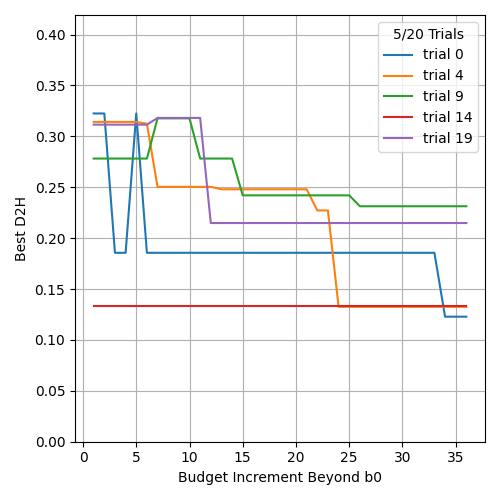 5/20 Trials
trial 0
trial 4
trial 9
trial 14
trial 19
Best D2H
0.40
0.35
0.30
0.25
0.20
0.15
0.10
0.05
0.00
0 5 10 15 20 25 30 35
Budget Increment Beyond b0